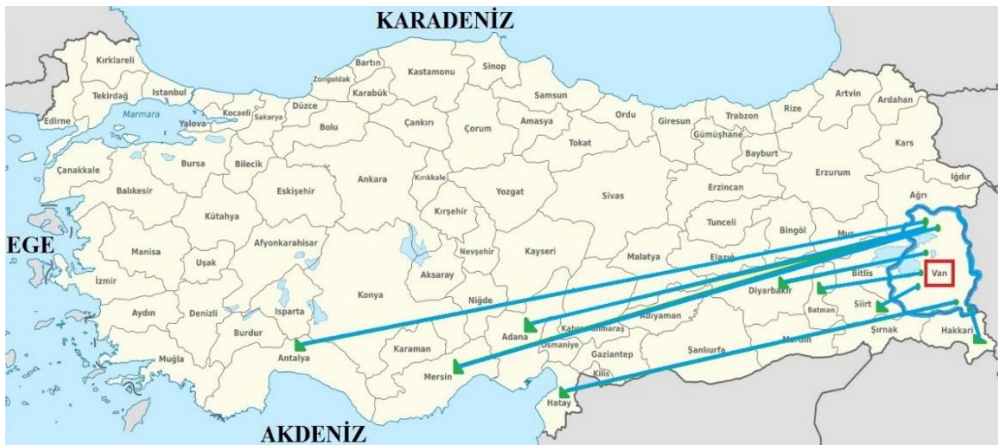 KARADENİZ
Kırklareli
Tekirdağ
İstanbul
Edirne
Marmara
Yalova
Kocaeli
Sakarya
Düzce
Zonguldak
Bartın
Karabük
Kastamonu
Sinop
Samsun
Ordu
Giresun
Trabzon
Gümüşhane
Rize
Artvin
Ardahan
Bolu
Çankırı
Çorum
Amasya
Tokat
Bayburt
Kars
Iğdır
Çanakkale
Bursa
Bilecik
Balıkesir
Eskişehir
Ankara
Kırıkkale
Yozgat
Sivas
Erzincan
Erzurum
Ağrı
Kütahya
Kırşehir
Tunceli
Bingöl
Muş
EGE
Manisa
Uşak
Afyonkarahisar
Aksaray
Nevşehir
Kayseri
Malatya
Elazığ
Bitlis
Van
İzmir
Konya
Niğde
Diyarbakır
Batman
Siirt
Aydın
Denizli
Isparta
Burdur
Adana
Kahramanmaraş
Adıyaman
Şırnak
Hakkari
Muğla
Antalya
Karaman
Mersin
Osmaniye
Gaziantep
Kilis
Şanlıurfa
Mardin
Hatay
AKDENİZ